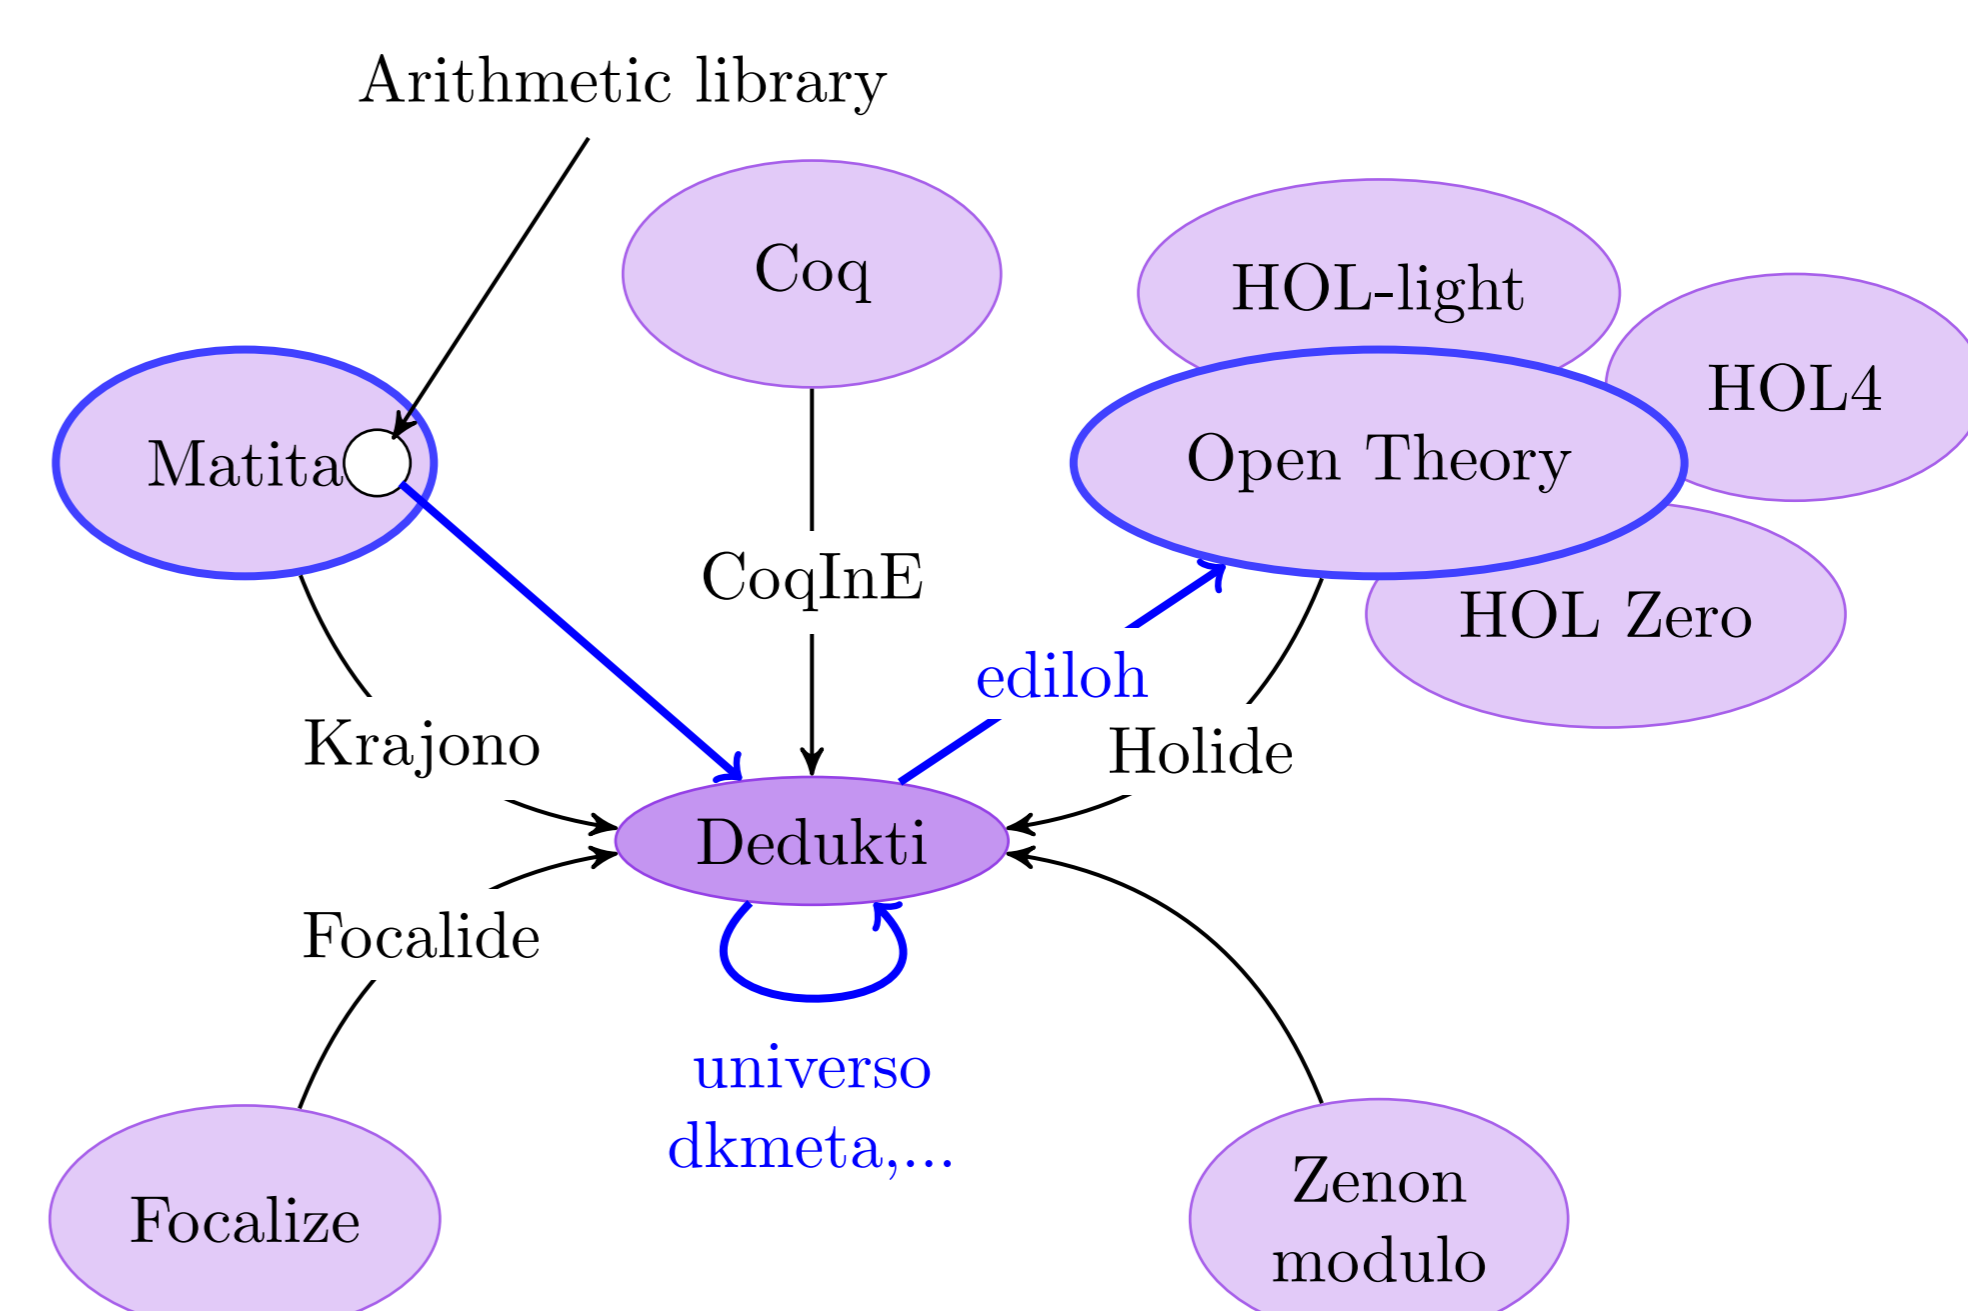 Arithmetic library
Coq
HOL-light
HOL4
Matita
Open Theory
CoqInE
HOL Zero
ediloh
Krajono
Holide
Dedukti
Focalide
universo
dkmeta,...
Focalize
Zenon
modulo